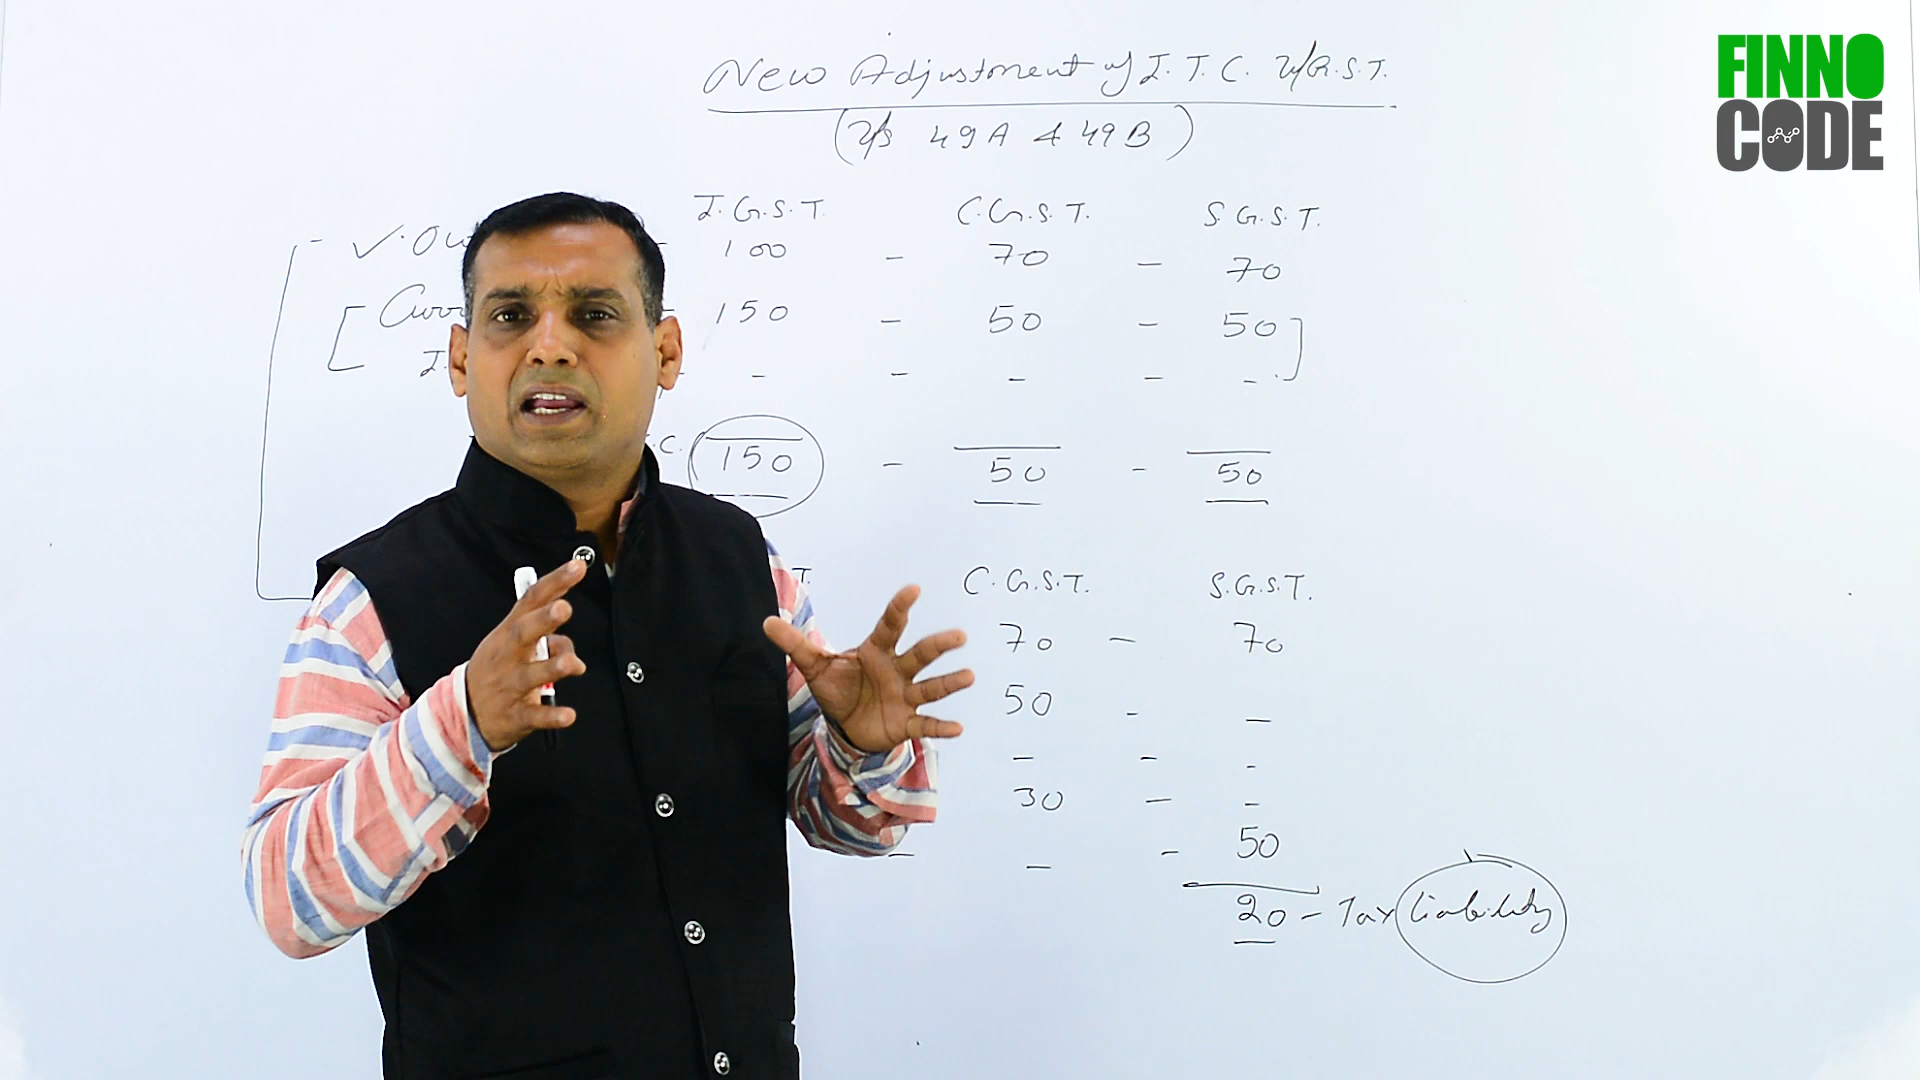 FINNO
CODE
New Adjustment of I.T.C. u/G.S.T.
(u/s 49A & 49B)
I.G.S.T. C.G.S.T. S.G.S.T.
100 - 70 - 70
150 - 50 - 50
- - - - -
C. 150 - 50 - 50
T. C.G.S.T. S.G.S.T.
70 - 70
50 - -
- - -
30 - -
- - - 50
20 - Tax liability